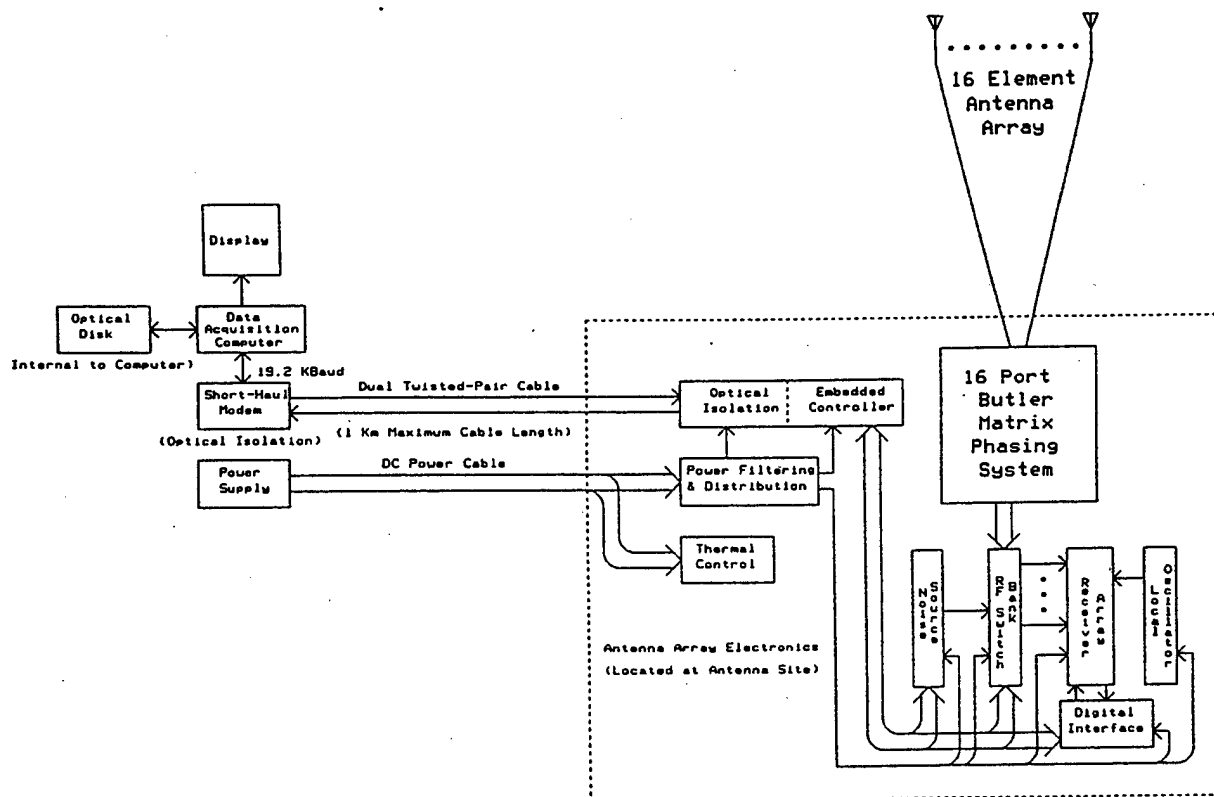 16 Element
Antenna
Array
Display
Optical
Disk
Data
Acquisition
Computer
Internal to Computer)
19.2 KBaud
Short-Haul
Modem
(Optical Isolation)
Dual Twisted-Pair Cable
(1 Km Maximum Cable Length)
Optical
Isolation
Embedded
Controller
16 Port
Butler
Matrix
Phasing
System
Power
Supply
DC Power Cable
Power Filtering
& Distribution
Thermal
Control
Noise
Source
RF Switch
Bank
Receiver
Array
Local
Oscillator
Antenna Array Electronics
(Located at Antenna Site)
Digital
Interface